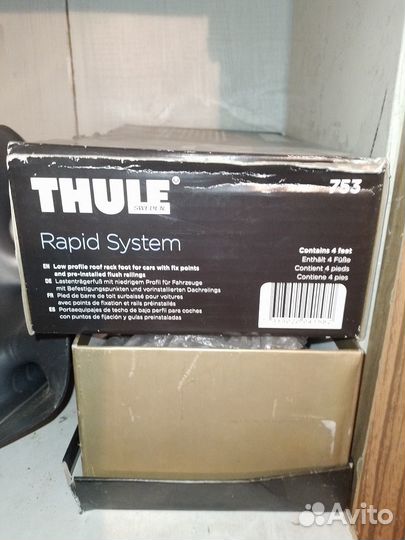 THULE®
SWEDEN
753
Rapid System
EN Low profile roof rack foot for cars with fix points
and pre-installed flush railings
DE Lastenträgerfuß mit niedrigem Profil für Fahrzeuge
mit Befestigungspunkten und vorinstallierten Dachrelings
FR Pied de barre de toit surbaissé pour voitures
avec points de fixation et rails préinstallés
ES Portaequipajes de techo de bajo perfil para coches
con puntos de fijación y guías preinstaladas
Contains 4 feet
Enthält 4 Füße
Contient 4 pieds
Contiene 4 pies
Avito